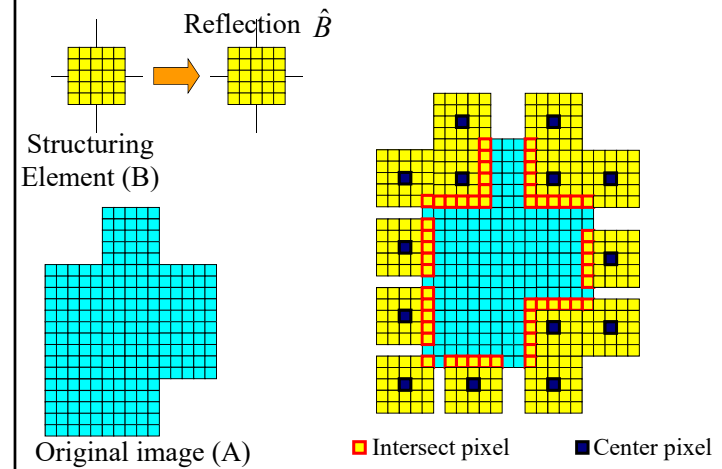 Reflection B̂
Structuring
Element (B)
Original image (A)
Intersect pixel
Center pixel